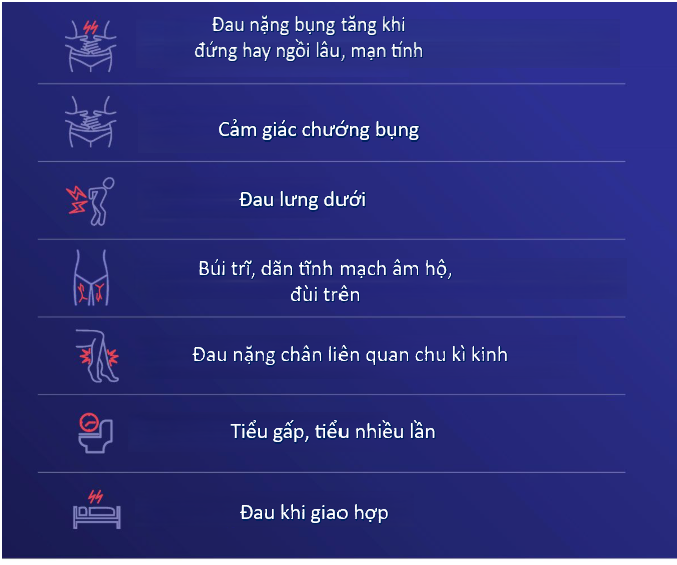 Đau nặng bụng tăng khi
đứng hay ngồi lâu, mạn tính
Cảm giác chướng bụng
Đau lưng dưới
Búi trĩ, dãn tĩnh mạch âm hộ,
đùi trên
Đau nặng chân liên quan chu kì kinh
Tiểu gấp, tiểu nhiều lần
Đau khi giao hợp